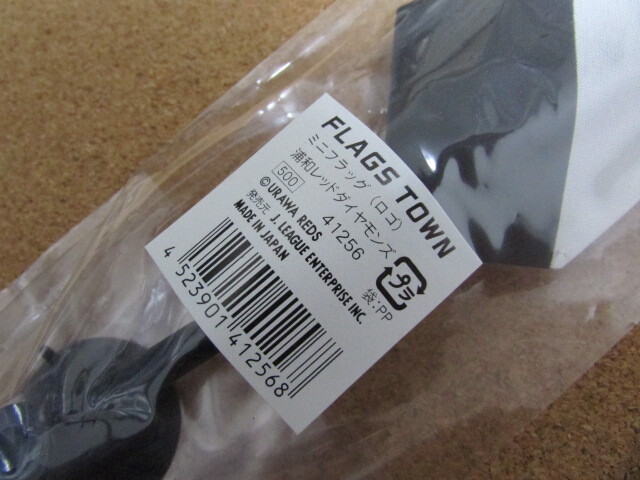 FLAGS TOWN
ミニフラッグ（ロゴ）
浦和レッドダイヤモンズ
500 41256
©URAWA REDS
発売元 J. LEAGUE ENTERPRISE INC.
MADE IN JAPAN
プラ
袋:PP
4 523901 412568